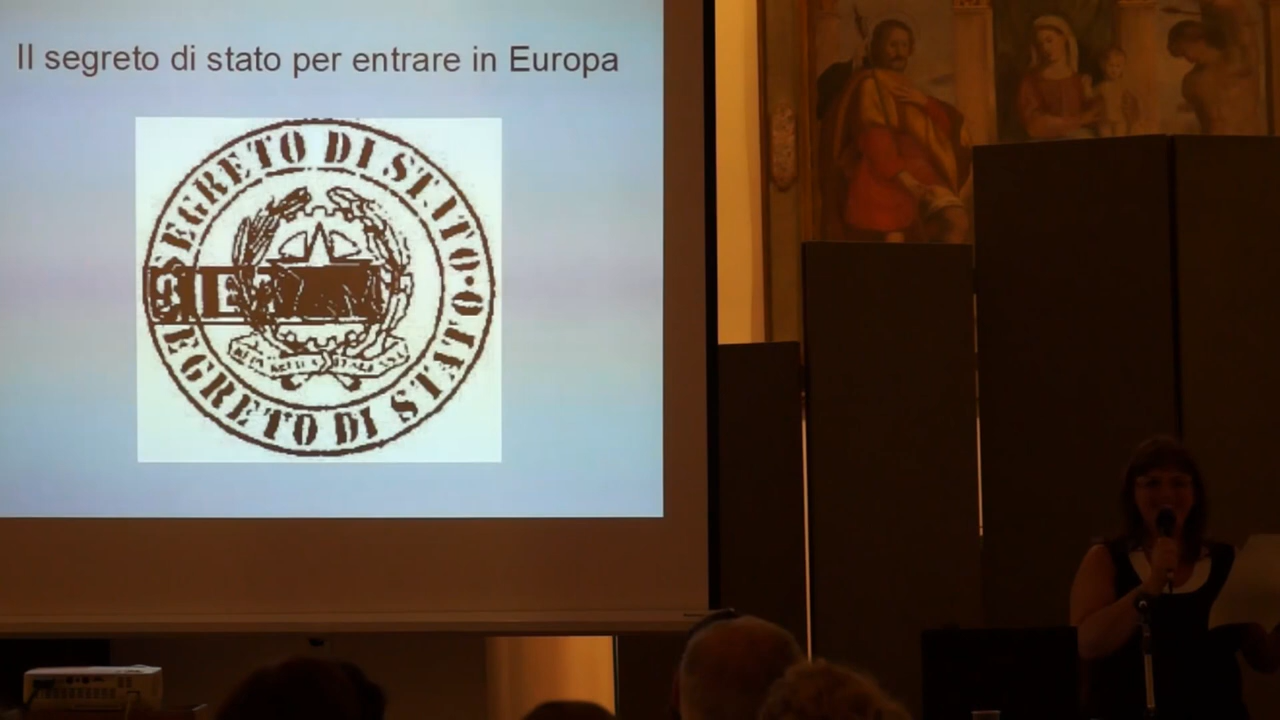 Il segreto di stato per entrare in Europa
SEGRETO DI STATO • SEGRETO DI STATO